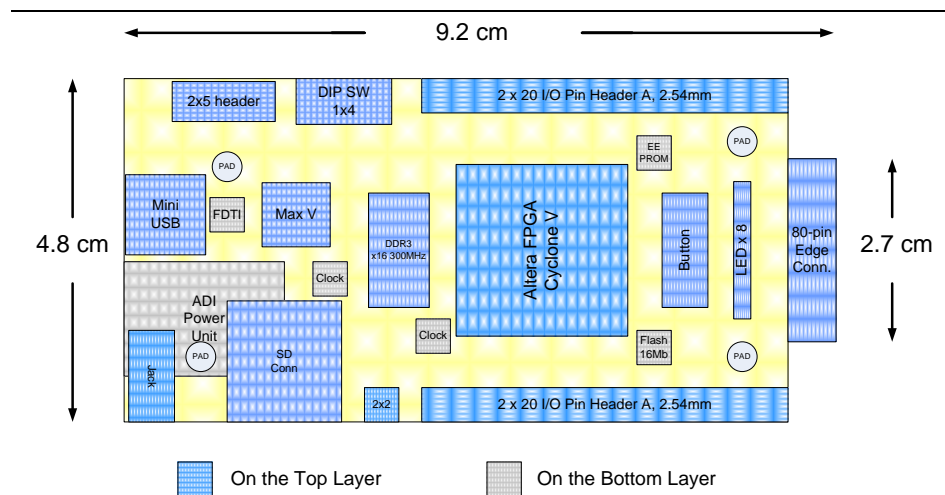 9.2 cm
2x5 header
DIP SW
1x4
2 x 20 I/O Pin Header A, 2.54mm
EE
PROM
PAD
PAD
Mini
USB
FDTI
Max V
DDR3
x16 300MHz
Altera FPGA
Cyclone V
Button
LED x 8
80-pin
Edge
Conn.
4.8 cm
2.7 cm
Clock
ADI
Power
Unit
Clock
Flash
16Mb
PAD
PAD
Jack
SD
Conn
2x2
2 x 20 I/O Pin Header A, 2.54mm
On the Top Layer
On the Bottom Layer